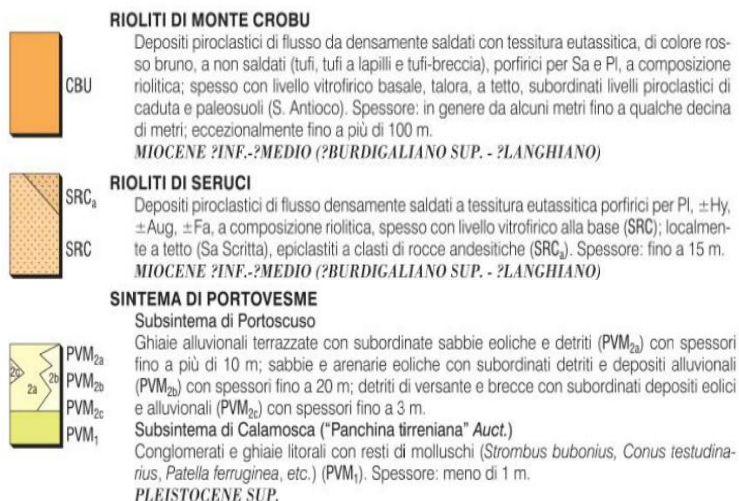 RIOLITI DI MONTE CROBU
Depositi piroclastici di flusso da densamente saldati con tessitura eutassitica, di colore ros-
so bruno, a non saldati (tufi, tufi a lapilli e tufi-breccia), porfirici per Sa e Pl, a composizione
CBU
riolitica; spesso con livello vitrofirico basale, talora, a tetto, subordinati livelli piroclastici di
caduta e paleosuoli (S. Antioco). Spessore: in genere da alcuni metri fino a qualche decina
di metri; eccezionalmente fino a più di 100 m.
MIOCENE ?INF.-?MEDIO (?BURDIGALIANO SUP. - ?LANGHIANO)
RIOLITI DI SERUCI
SRCa
Depositi piroclastici di flusso densamente saldati a tessitura eutassitica porfirici per Pl, ±Hy,
±Aug, ±Fa, a composizione riolitica, spesso con livello vitrofirico alla base (SRC); localmen-
SRC
te a tetto (Sa Scritta), epiclastiti a clasti di rocce andesitiche (SRCa). Spessore: fino a 15 m.
MIOCENE ?INF.-?MEDIO (?BURDIGALIANO SUP. - ?LANGHIANO)
SINTEMA DI PORTOVESME
Subsintema di Portoscuso
Ghiaie alluvionali terrazzate con subordinate sabbie eoliche e detriti (PVM2a) con spessori
PVM2a
fino a più di 10 m; sabbie e arenarie eoliche con subordinati detriti e depositi alluvionali
2c
2a
2b
PVM2b
(PVM2b) con spessori fino a 20 m; detriti di versante e brecce con subordinati depositi eolici
PVM2c
e alluvionali (PVM2c) con spessori fino a 3 m.
PVM1
Subsintema di Calamosca ("Panchina tirreniana" Auct.)
Conglomerati e ghiaie litorali con resti di molluschi (Strombus bubonius, Conus testudina-
rius, Patella ferruginea, etc.) (PVM1). Spessore: meno di 1 m.
PLEISTOCENE SUP.